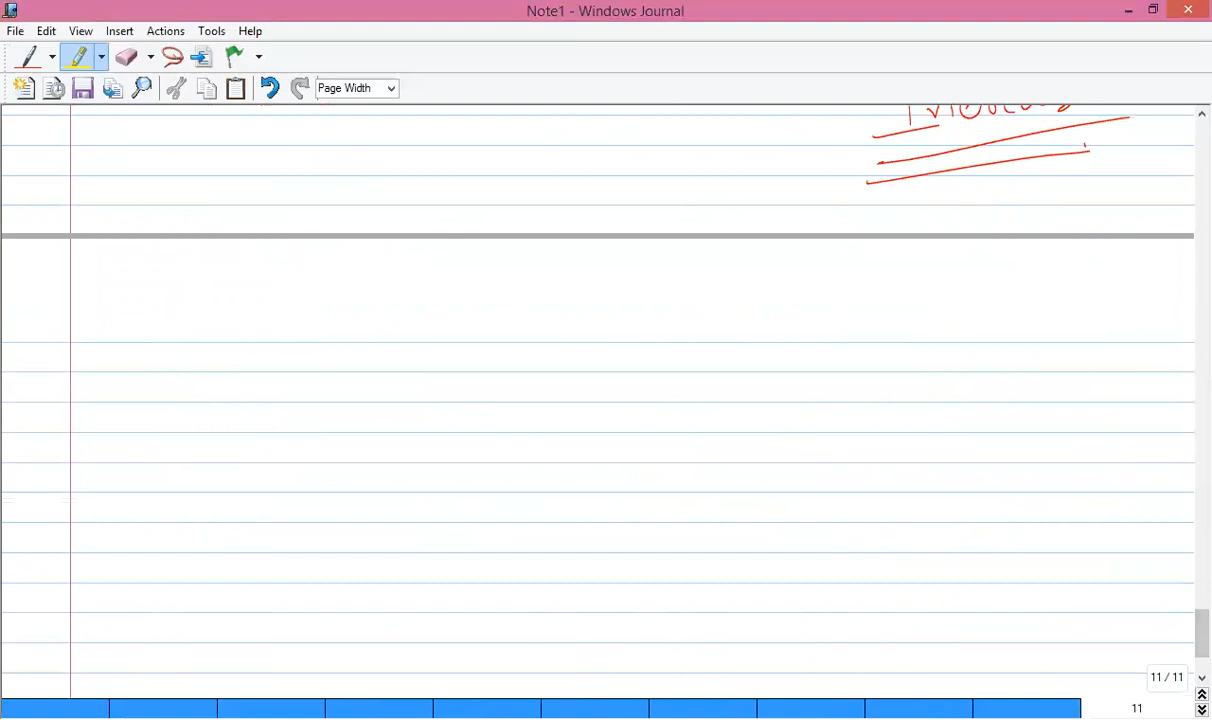 Note1 - Windows Journal
File Edit View Insert Actions Tools Help
Page Width
11 / 11
11